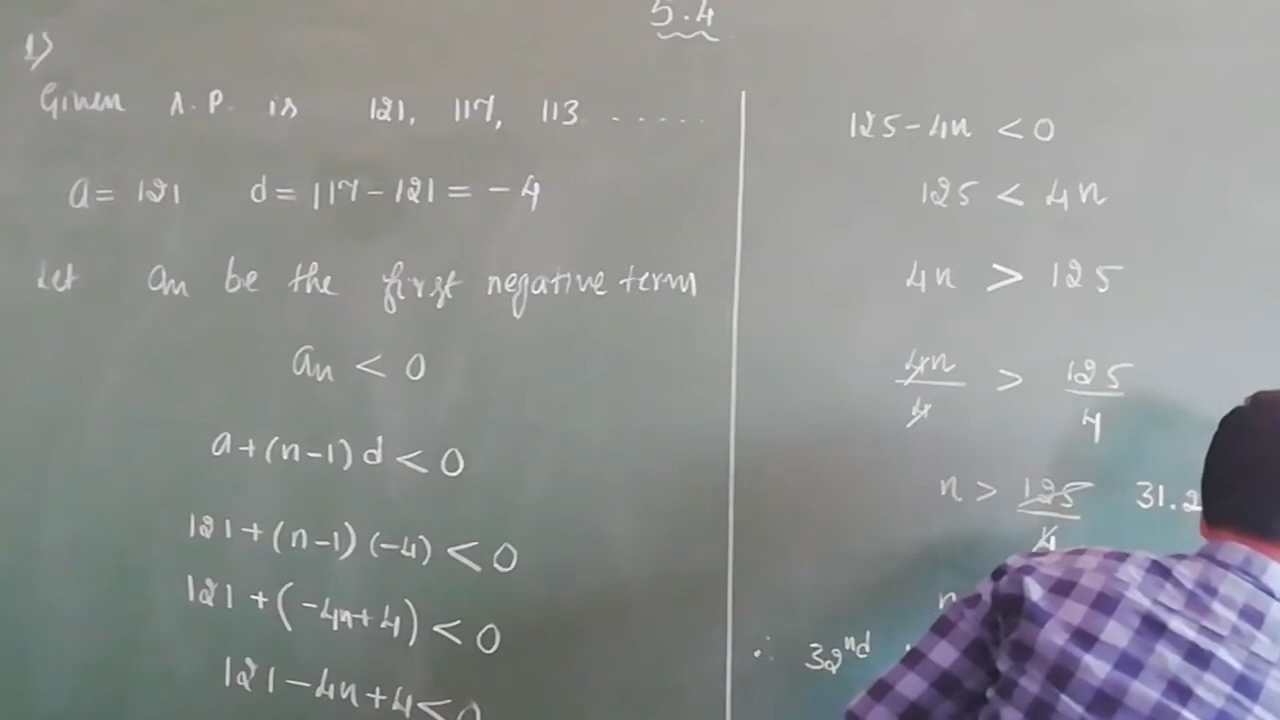 5.4
1)
Given A.P. is 121, 117, 113 ......
a = 121 d = 117 - 121 = -4
Let an be the first negative term
an < 0
a + (n-1) d < 0
121 + (n-1) (-4) < 0
121 + (-4n+4) < 0
121 - 4n + 4 < 0
125 - 4n < 0
125 < 4n
4n > 125
4n/4 > 125/4
n > 125/4 31.2
n
∴ 32nd